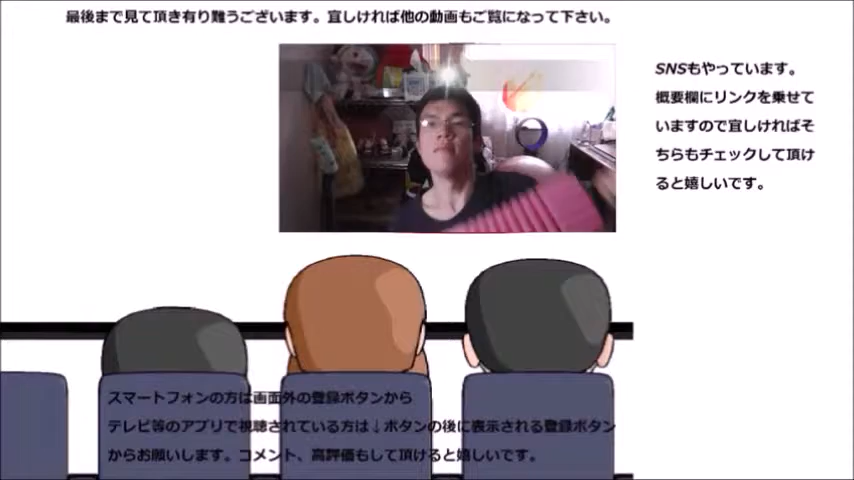 最後まで見て頂き有り難うございます。宜しければ他の動画もご覧になって下さい。
SNSもやっています。
概要欄にリンクを乗せて
いますので宜しければそ
ちらもチェックして頂け
ると嬉しいです。
スマートフォンの方は画面外の登録ボタンから
テレビ等のアプリで視聴されている方は↓ボタンの後に表示される登録ボタン
からお願いします。コメント、高評価もして頂けると嬉しいです。